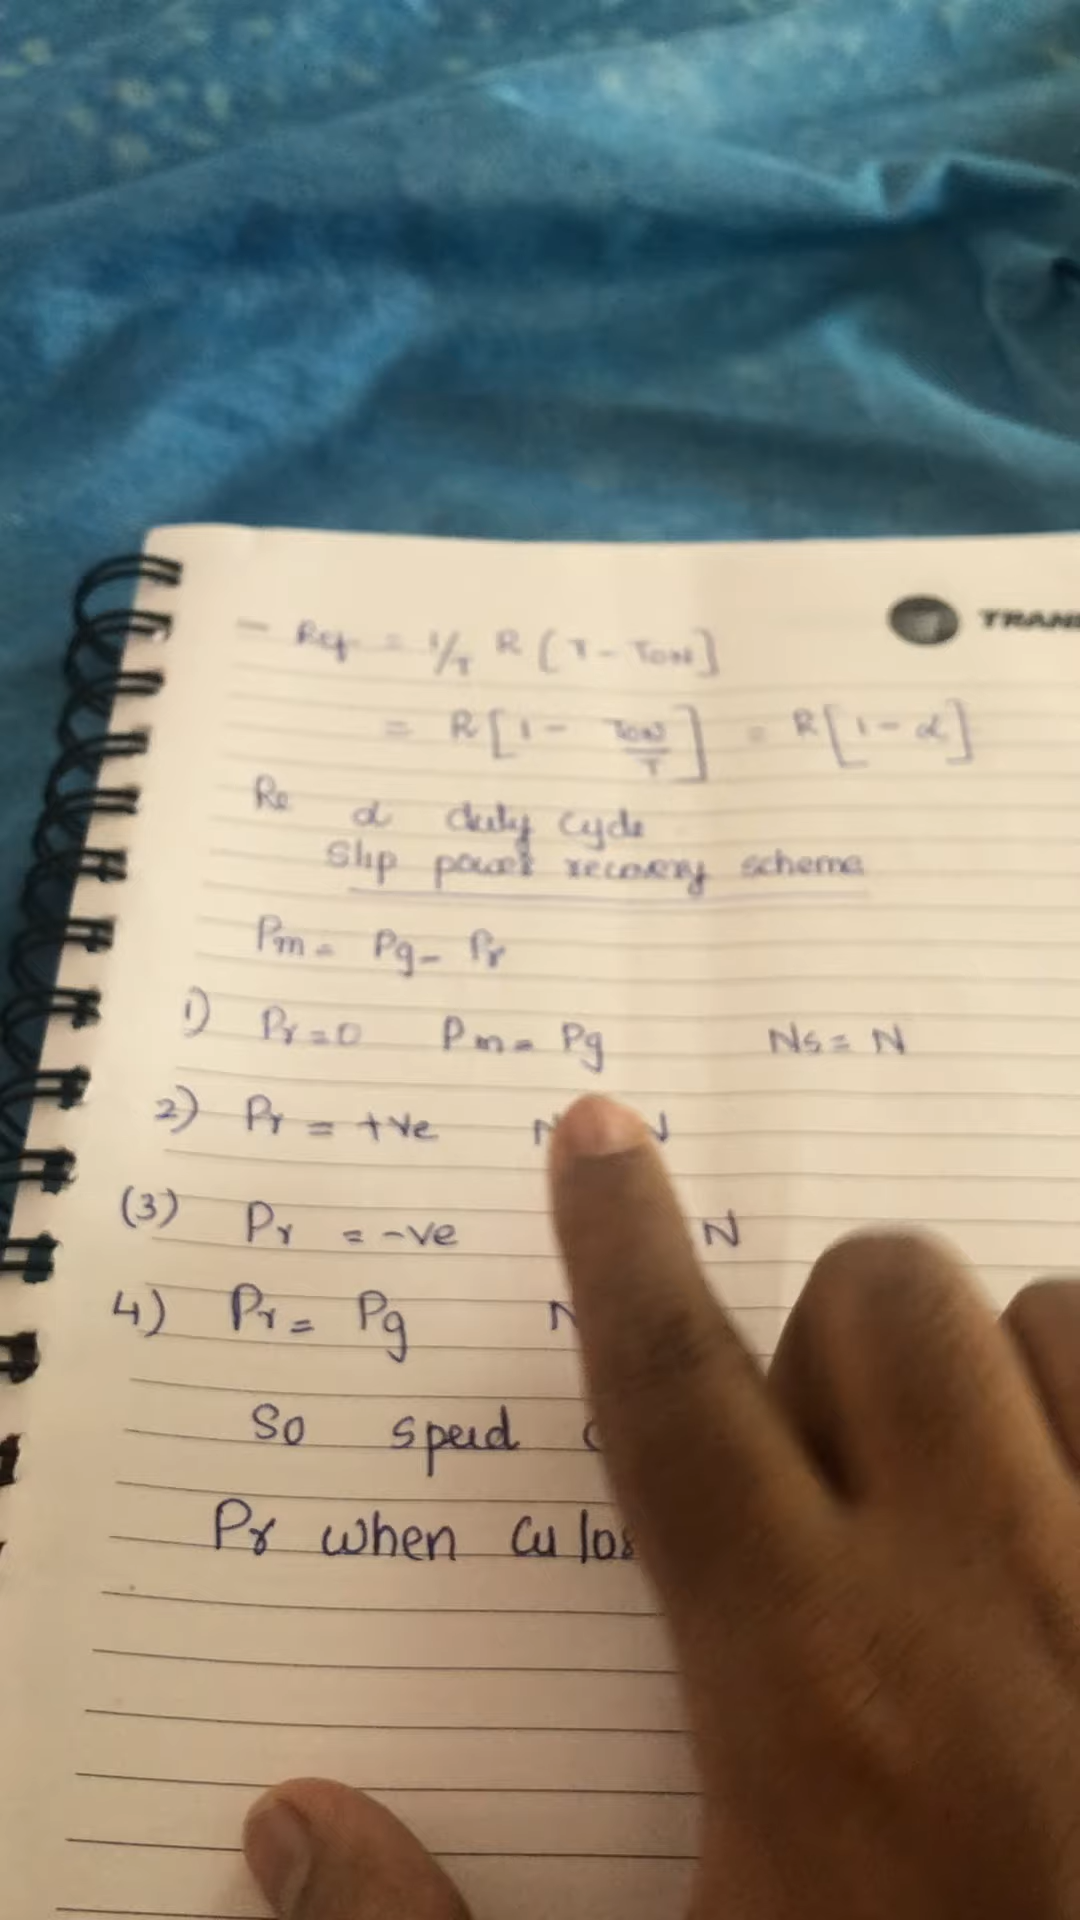 TRANS
- Req = 1/T R [T - TON]
= R[1 - TON/T] = R[1 - α]
Re α duty cycle
Slip power recovery scheme
Pm = Pg - Pr
1) Pr = 0 Pm = Pg Ns = N
2) Pr = +ve N N
(3) Pr = -ve N
4) Pr = Pg N
So speed
Pr when cu los